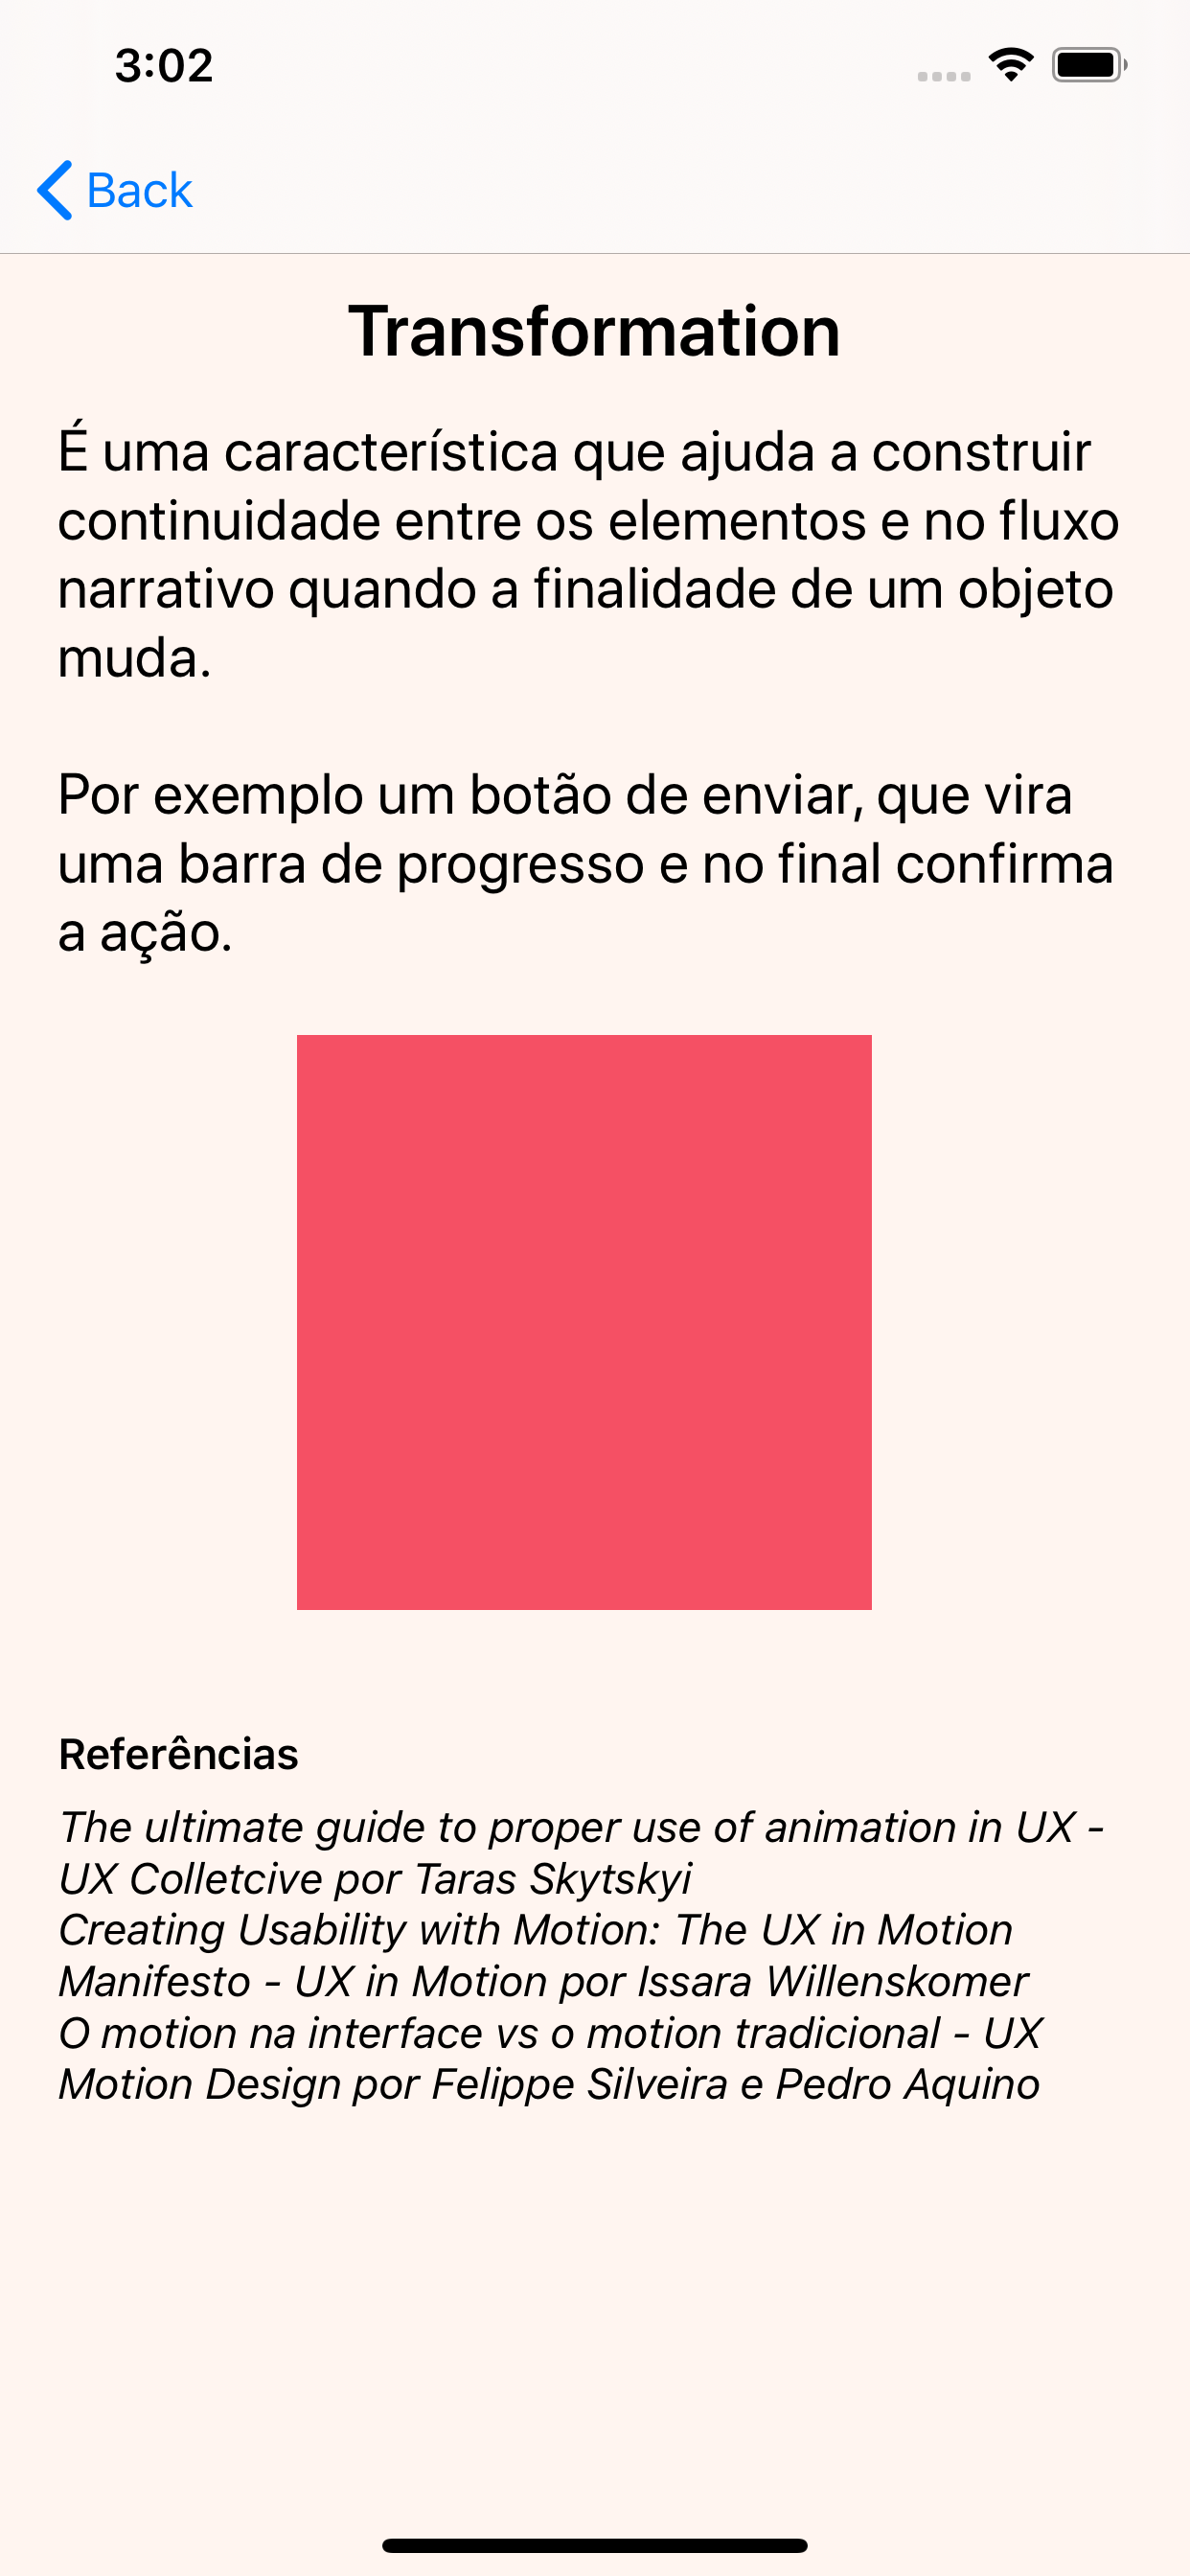 3:02
Back
Transformation
É uma característica que ajuda a construir
continuidade entre os elementos e no fluxo
narrativo quando a finalidade de um objeto
muda.
Por exemplo um botão de enviar, que vira
uma barra de progresso e no final confirma
a ação.
Referências
The ultimate guide to proper use of animation in UX -
UX Colletcive por Taras Skytskyi
Creating Usability with Motion: The UX in Motion
Manifesto - UX in Motion por Issara Willenskomer
O motion na interface vs o motion tradicional - UX
Motion Design por Felippe Silveira e Pedro Aquino